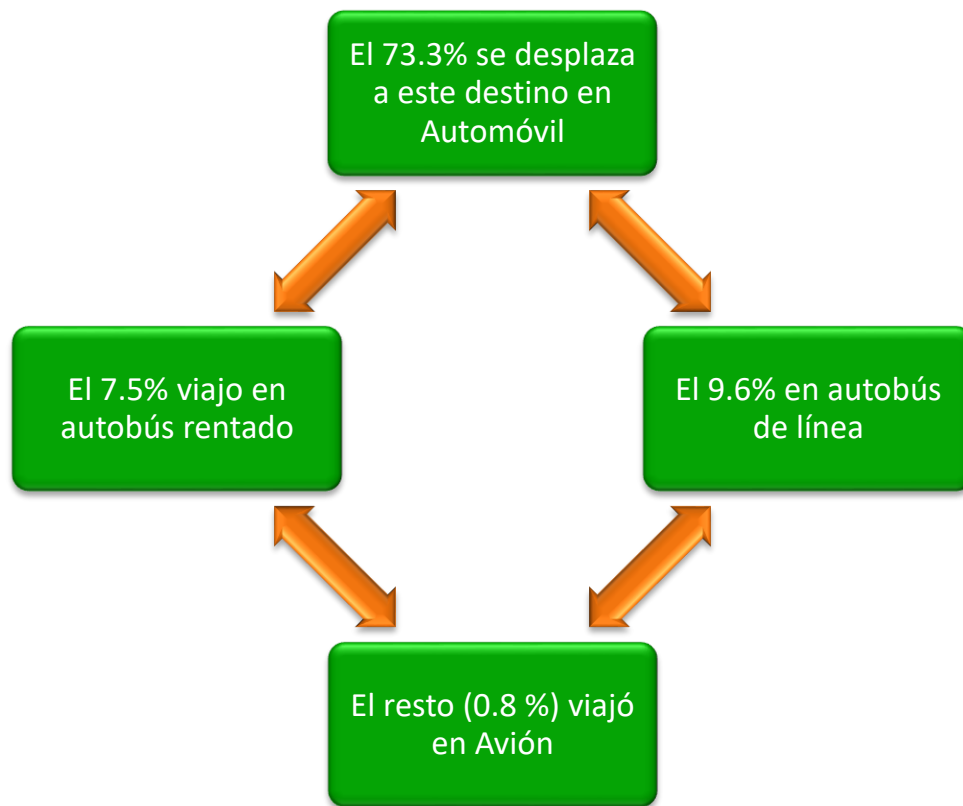 El 73.3% se desplaza
a este destino en
Automóvil
El 7.5% viajo en
autobús rentado
El 9.6% en autobús
de línea
El resto (0.8 %) viajó
en Avión